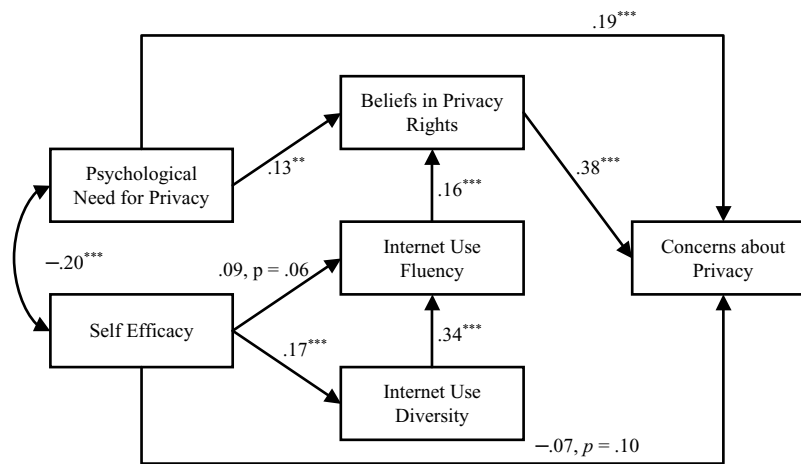 .19***
Beliefs in Privacy
Rights
Psychological
Need for Privacy
.13**
.38***
.16***
−.20***
Internet Use
Fluency
Concerns about
Privacy
.09, p = .06
Self Efficacy
.34***
.17***
Internet Use
Diversity
−.07, p = .10